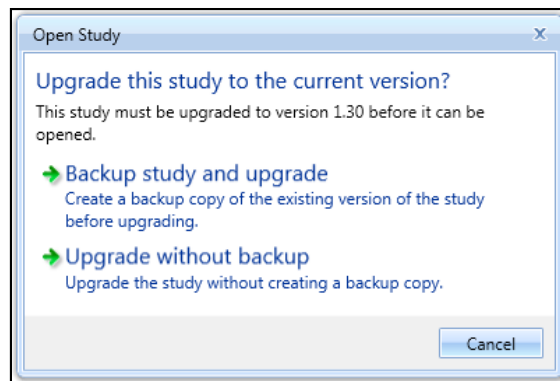 Open Study
Upgrade this study to the current version?
This study must be upgraded to version 1.30 before it can be
opened.
Backup study and upgrade
Create a backup copy of the existing version of the study
before upgrading.
Upgrade without backup
Upgrade the study without creating a backup copy.
Cancel